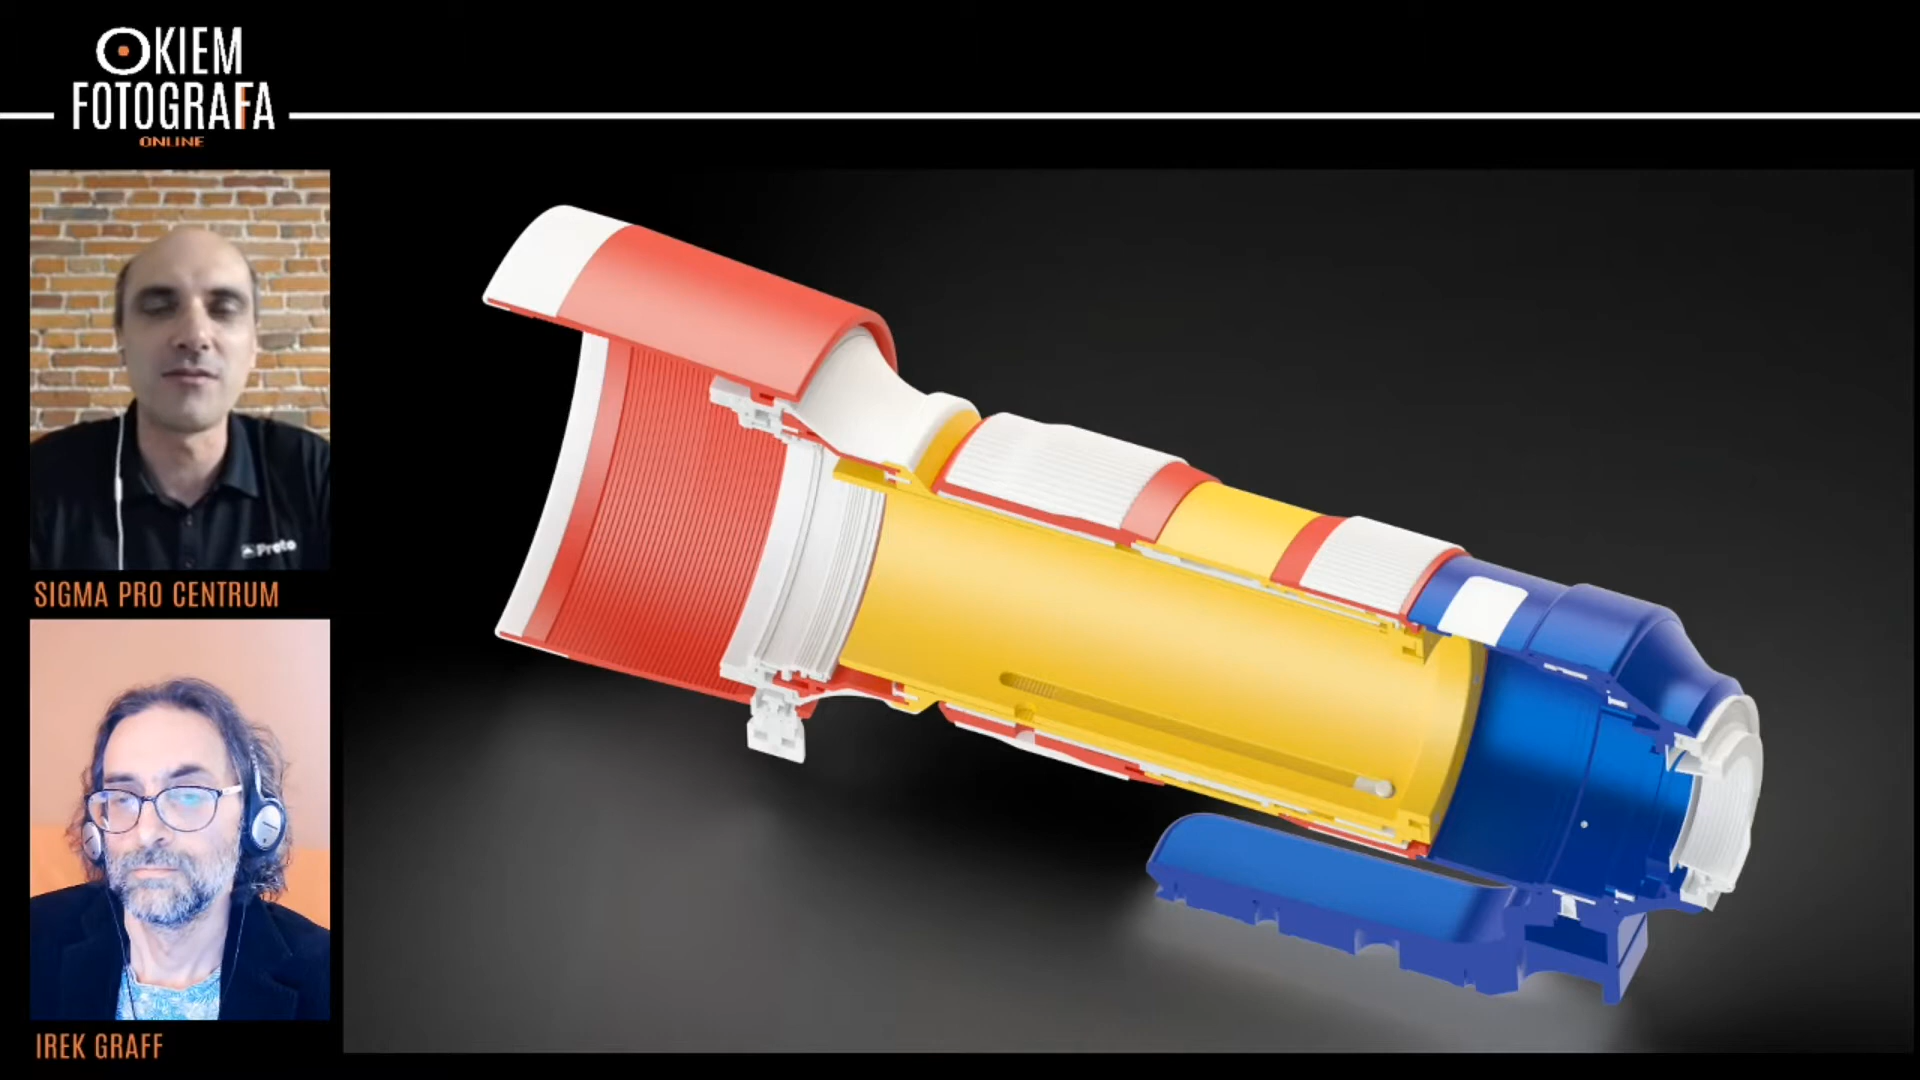 OKIEM
FOTOGRAFA
ONLINE
SIGMA PRO CENTRUM
IREK GRAFF